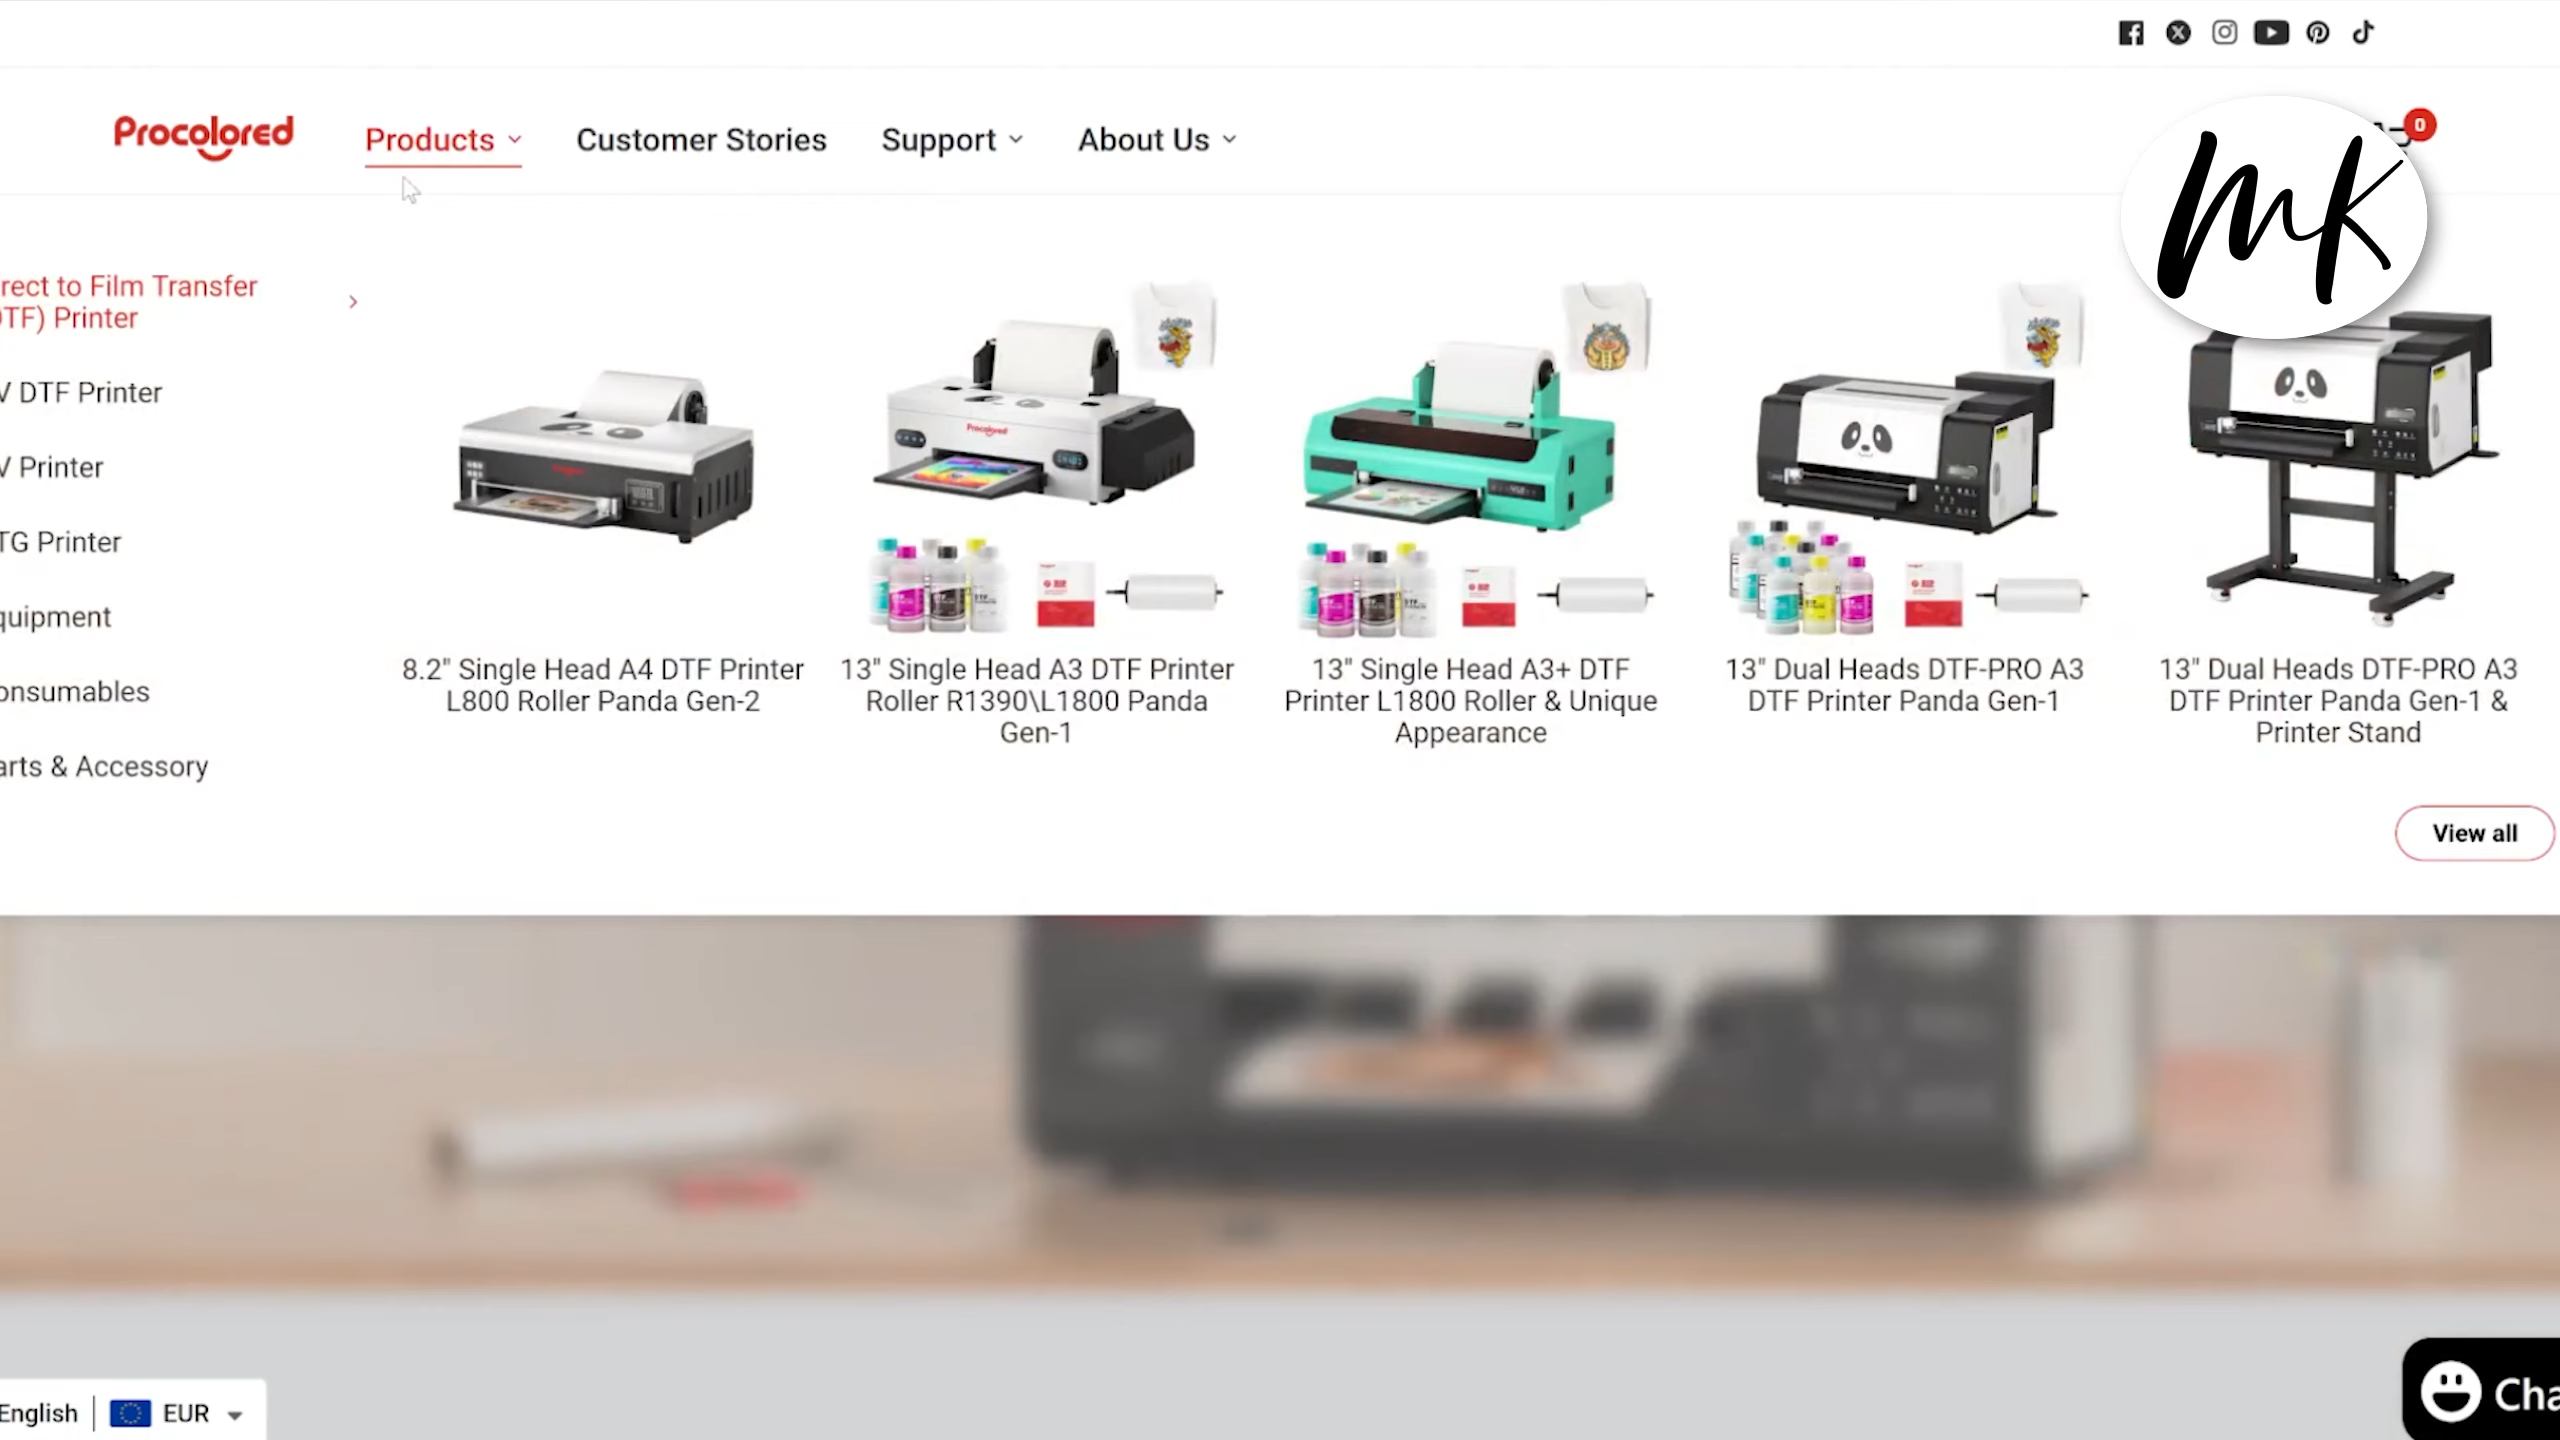 Procolored
Products
Customer Stories
Support
About Us
0
MK
rect to Film Transfer
DTF) Printer
V DTF Printer
V Printer
TG Printer
quipment
onsumables
arts & Accessory
Procolored
8.2" Single Head A4 DTF Printer
L800 Roller Panda Gen-2
13" Single Head A3 DTF Printer
Roller R1390\L1800 Panda
Gen-1
13" Single Head A3+ DTF
Printer L1800 Roller & Unique
Appearance
13" Dual Heads DTF-PRO A3
DTF Printer Panda Gen-1
13" Dual Heads DTF-PRO A3
DTF Printer Panda Gen-1 &
Printer Stand
View all
English
EUR
Cha